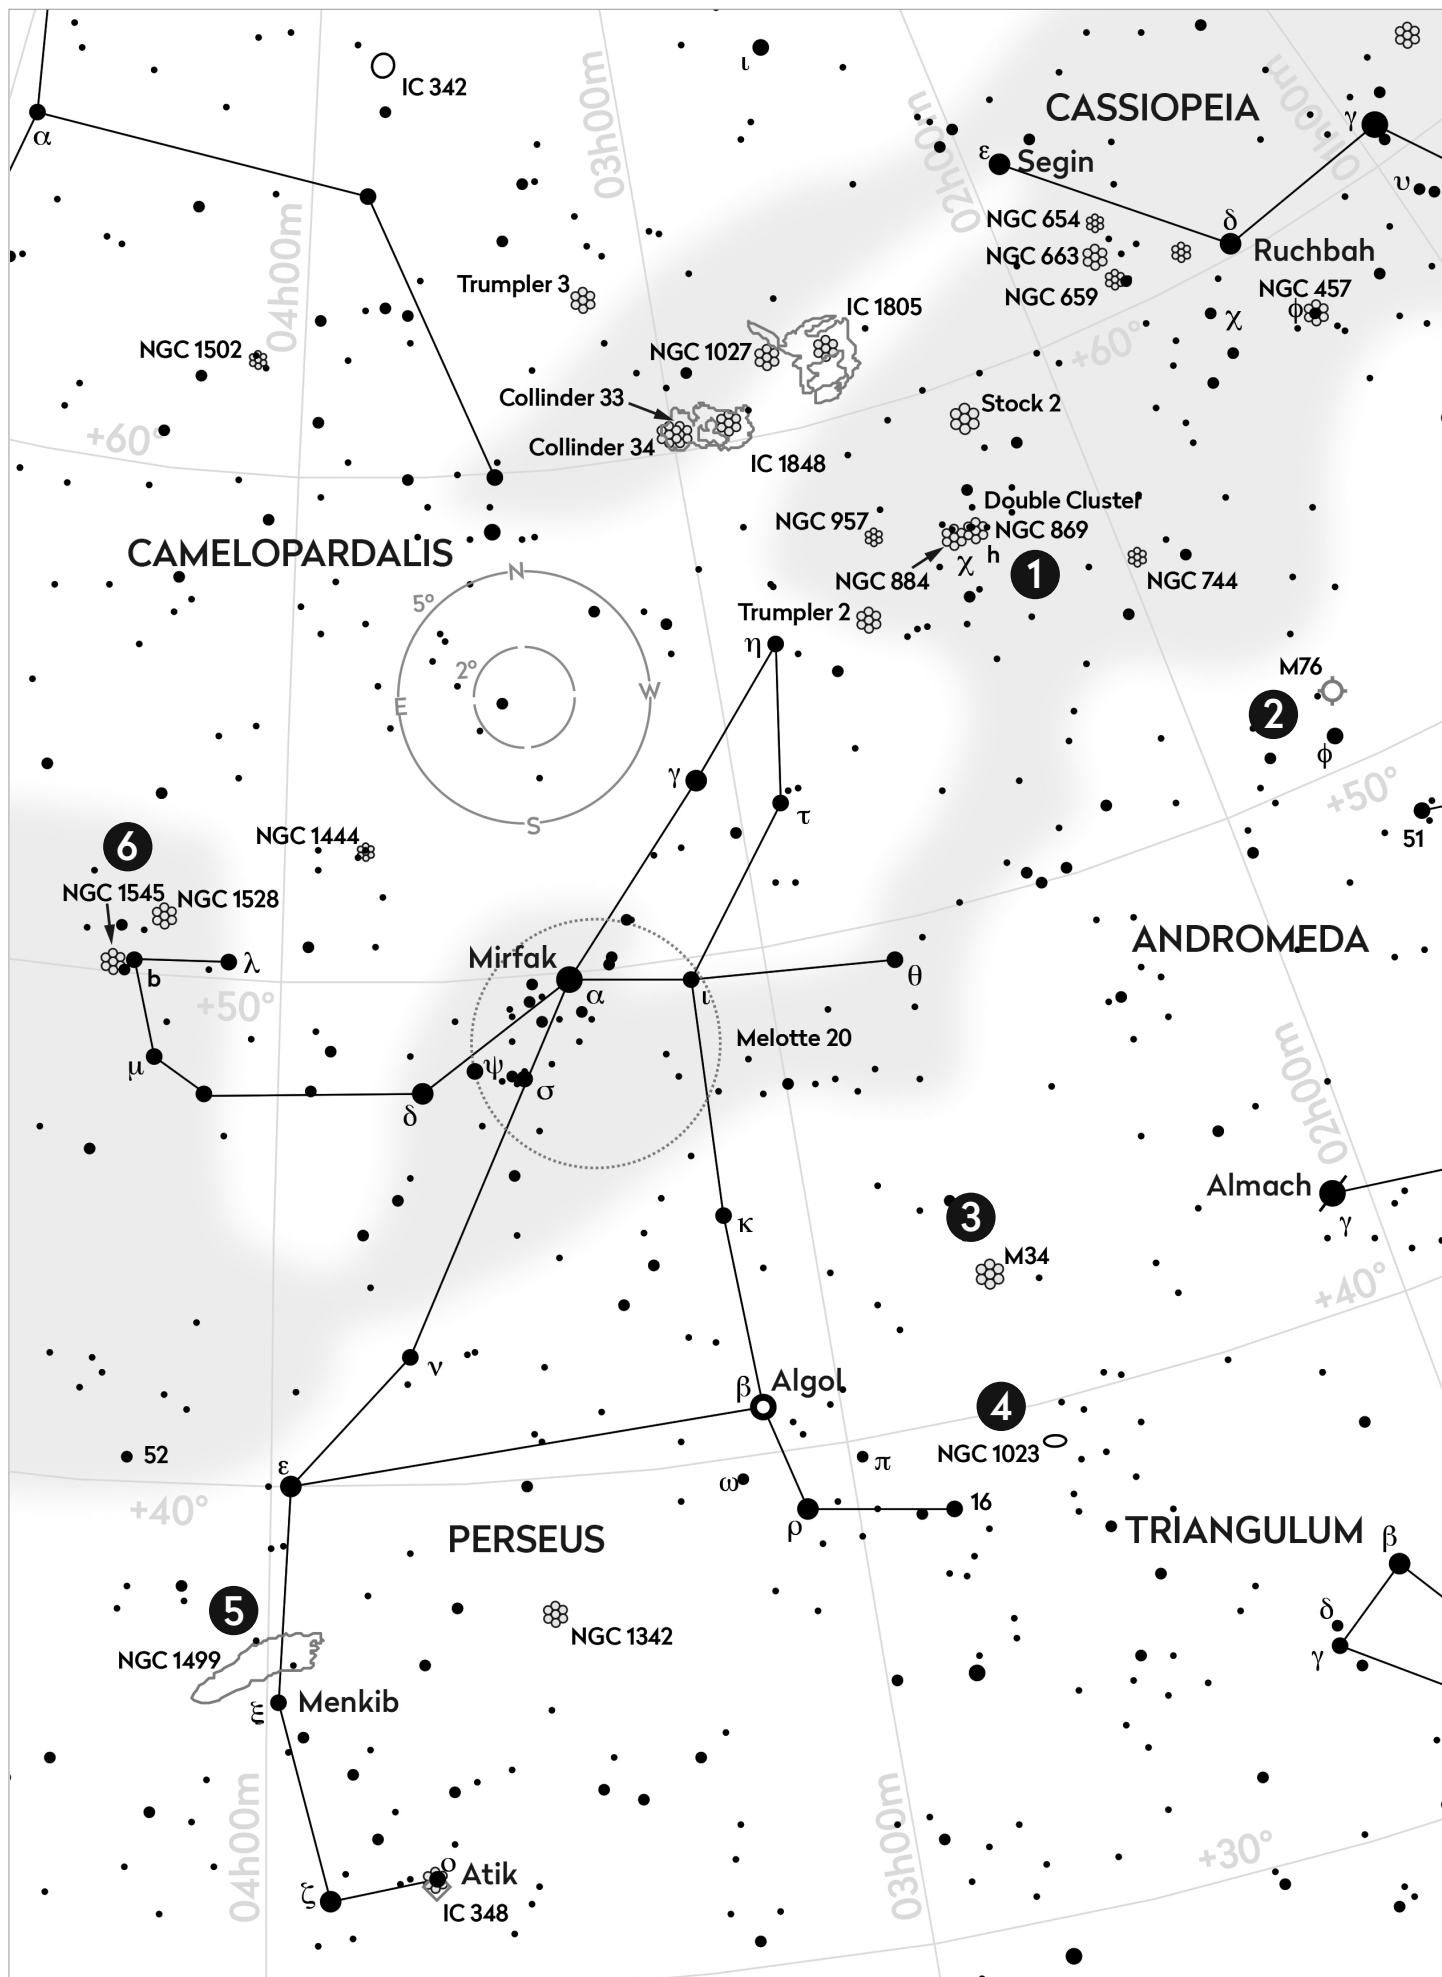 ι
IC 342
03h00m
02h00m
CASSIOPEIA
01h00m
γ
α
ε
Segin
υ
04h00m
NGC 654
δ
Ruchbah
NGC 663
Trumpler 3
NGC 659
NGC 457
ϕ
IC 1805
χ
+60°
NGC 1502
NGC 1027
Collinder 33
Stock 2
+60°
Collinder 34
IC 1848
Double Cluster
NGC 957
NGC 869
CAMELOPARDALIS
χ
h
1
NGC 884
NGC 744
N
5°
Trumpler 2
η
2°
M76
E
W
2
ϕ
γ
+50°
τ
S
NGC 1444
6
51
NGC 1545
NGC 1528
ANDROMEDA
Mirfak
λ
θ
b
α
ι
+50°
Melotte 20
μ
ψ
σ
δ
02h00m
Almach
3
γ
κ
M34
+40°
ν
Algol
β
4
52
NGC 1023
ε
π
ω
+40°
16
ρ
PERSEUS
TRIANGULUM
β
5
δ
NGC 1342
NGC 1499
γ
Menkib
ξ
04h00m
03h00m
+30°
ο
Atik
ζ
IC 348